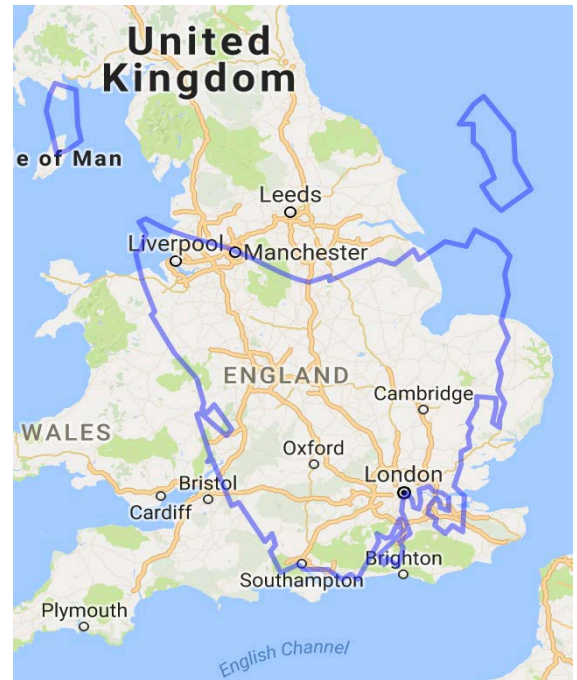 United
Kingdom
e of Man
Leeds
Liverpool
Manchester
ENGLAND
Cambridge
WALES
Oxford
London
Bristol
Cardiff
Brighton
Southampton
Plymouth
English Channel